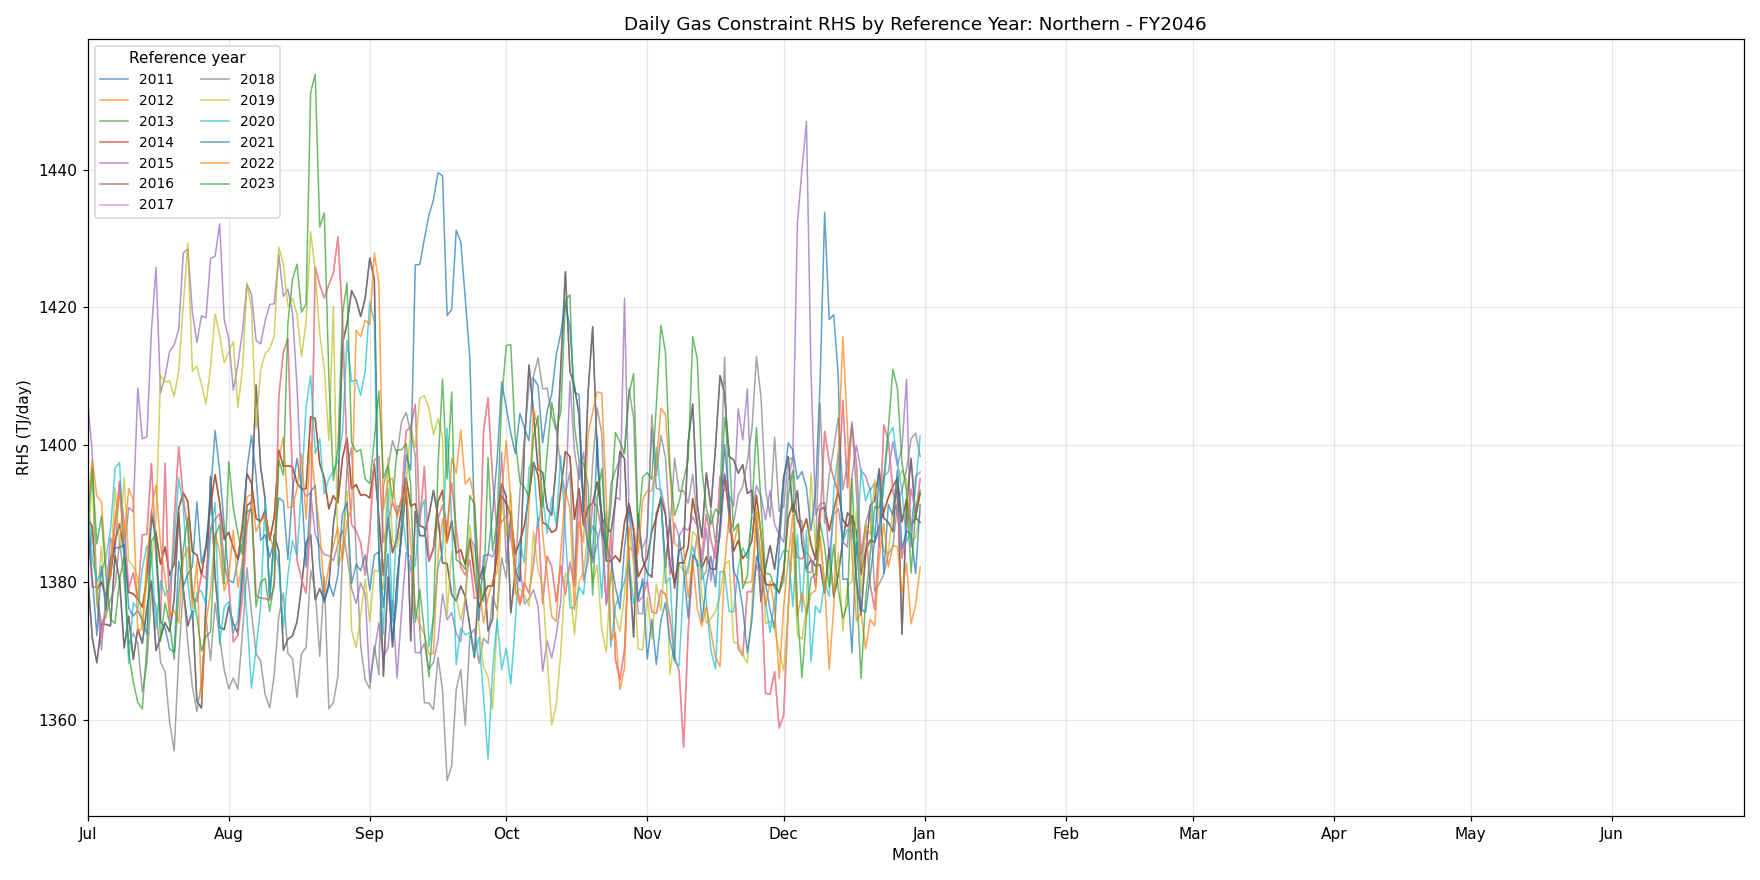 Daily Gas Constraint RHS by Reference Year: Northern - FY2046
Reference year
2011 2018
2012 2019
2013 2020
2014 2021
2015 2022
2016 2023
2017
RHS (TJ/day)
1440
1420
1400
1380
1360
Jul Aug Sep Oct Nov Dec Jan Feb Mar Apr May Jun
Month